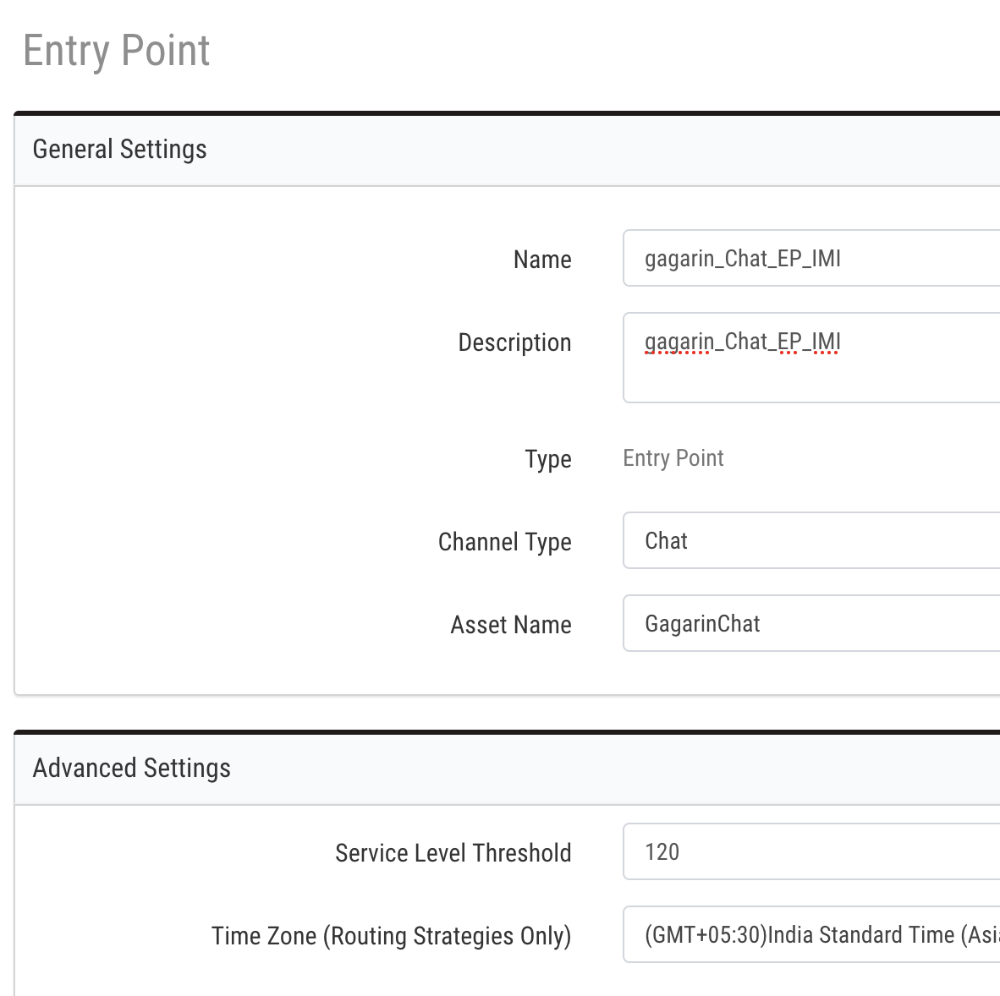 Entry Point
General Settings
Name gagarin_Chat_EP_IMI
Description gagarin_Chat_EP_IMI
Type Entry Point
Channel Type Chat
Asset Name GagarinChat
Advanced Settings
Service Level Threshold 120
Time Zone (Routing Strategies Only) (GMT+05:30)India Standard Time (Asi